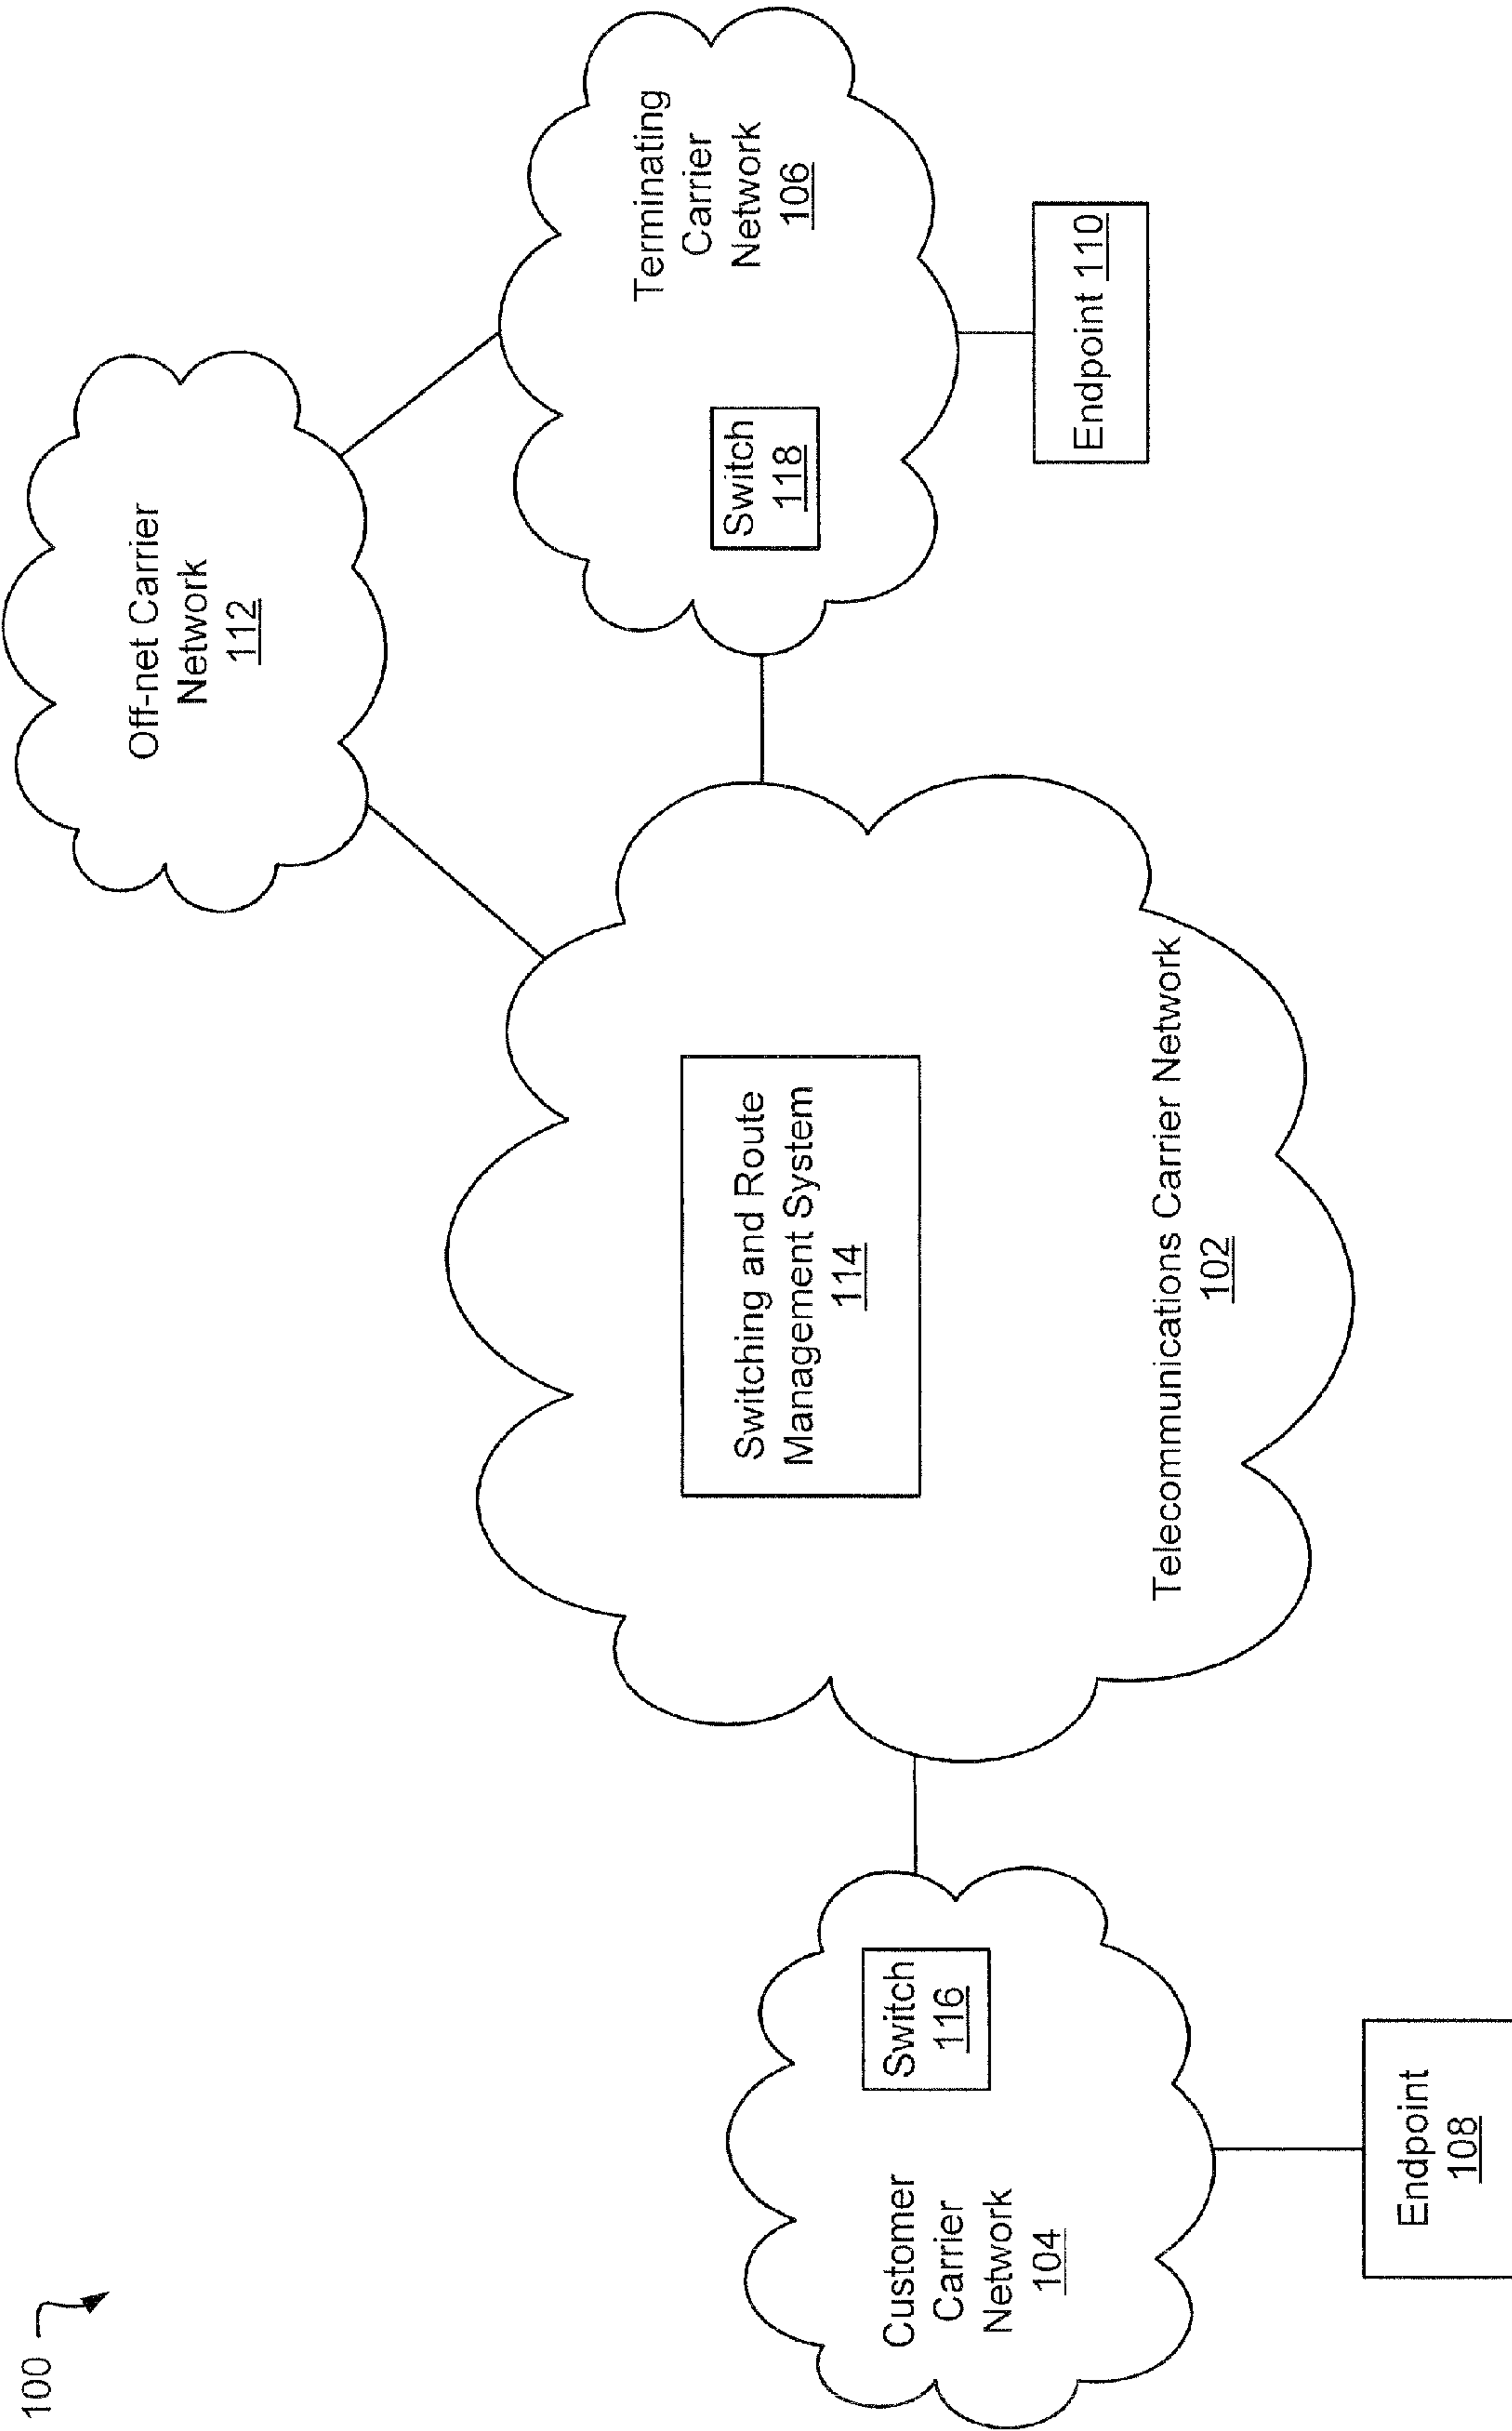 100
Off-net Carrier
Network
112
Terminating
Carrier
Network
106
Switch
118
Endpoint 110
Switching and Route
Management System
114
Telecommunications Carrier Network
102
Switch
116
Customer
Carrier
Network
104
Endpoint
108